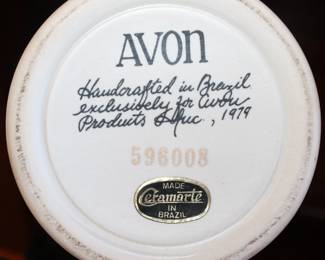 AVON
Handcrafted in Brazil
exclusively for Avon
Products Inc., 1979
596008
MADE
Ceramarte
IN
BRAZIL